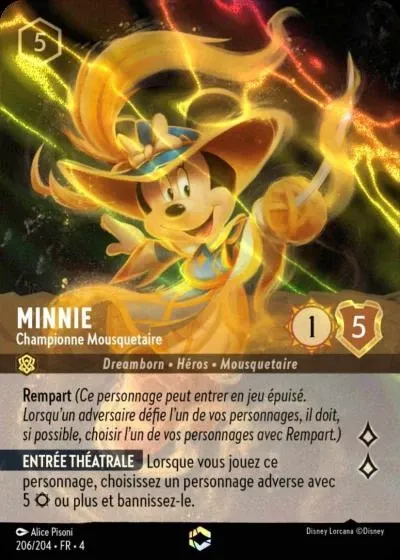 5
MINNIE
Championne Mousquetaire
1
5
Dreamborn • Héros • Mousquetaire
Rempart (Ce personnage peut entrer en jeu épuisé.
Lorsqu'un adversaire défie l'un de vos personnages, il doit,
si possible, choisir l'un de vos personnages avec Rempart.)
ENTRÉE THÉATRALE Lorsque vous jouez ce
personnage, choisissez un personnage adverse avec
5 ou plus et bannissez-le.
Alice Pisoni
206/204 • FR • 4
Disney Lorcana ©Disney